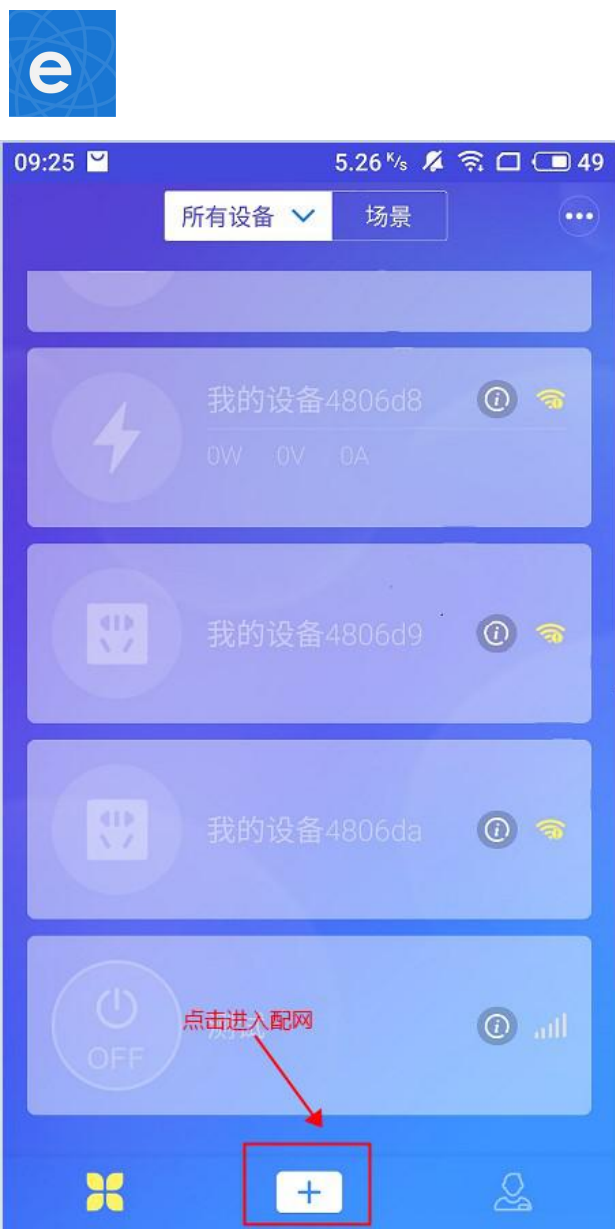 e
09:25 5.26 K/s 49
所有设备 场景
我的设备4806d8
0W 0V 0A
我的设备4806d9
我的设备4806da
点击进入配网
测试
OFF